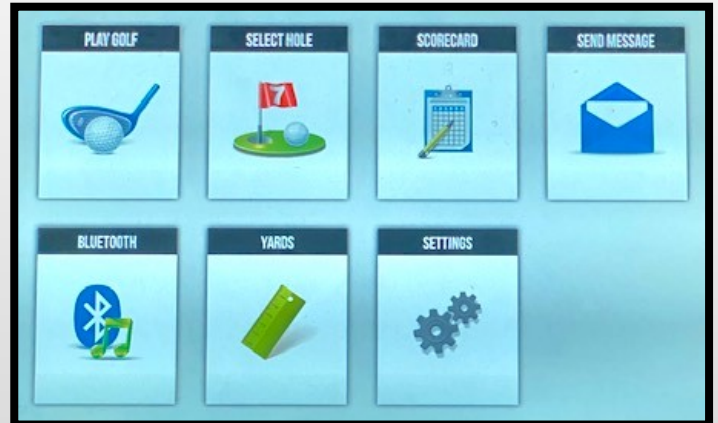 PLAY GOLF
SELECT HOLE
SCORECARD
SEND MESSAGE
7
BLUETOOTH
YARDS
SETTINGS